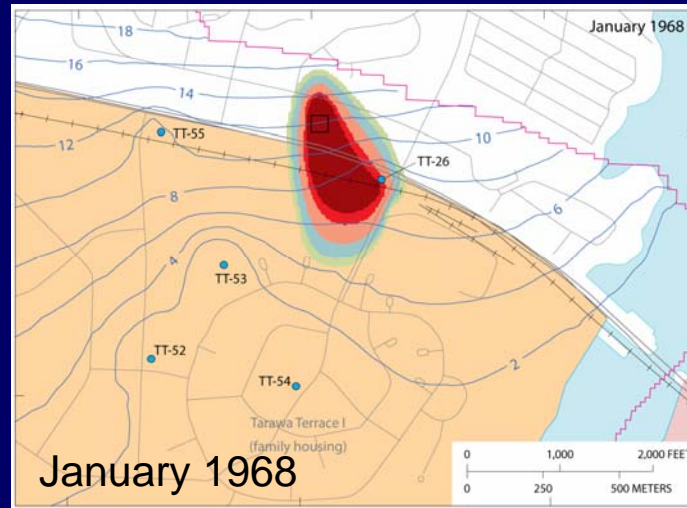 January 1968
18
16
14
12
10
8
6
4
2
TT-55
TT-26
TT-53
TT-52
TT-54
Tarawa Terrace I
(family housing)
January 1968
0 1,000 2,000 FEET
0 250 500 METERS